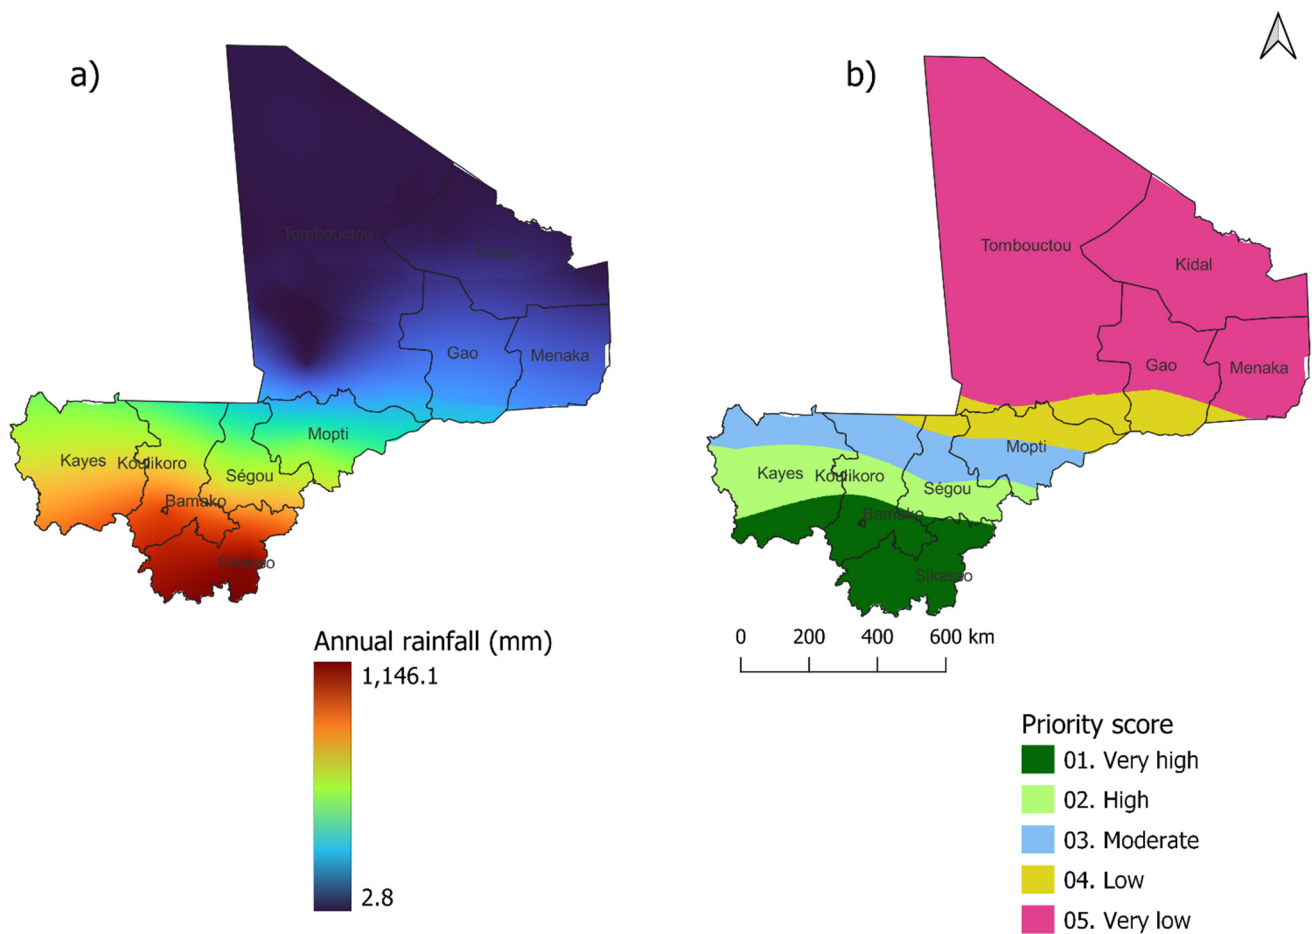 a)
Tombouctou
Kidal
Gao
Menaka
Mopti
Kayes
Koulikoro
Ségou
Bamako
Sikasso
Annual rainfall (mm)
1,146.1
2.8
b)
Tombouctou
Kidal
Gao
Menaka
Mopti
Kayes
Koulikoro
Ségou
Bamako
Sikasso
0 200 400 600 km
Priority score
01. Very high
02. High
03. Moderate
04. Low
05. Very low